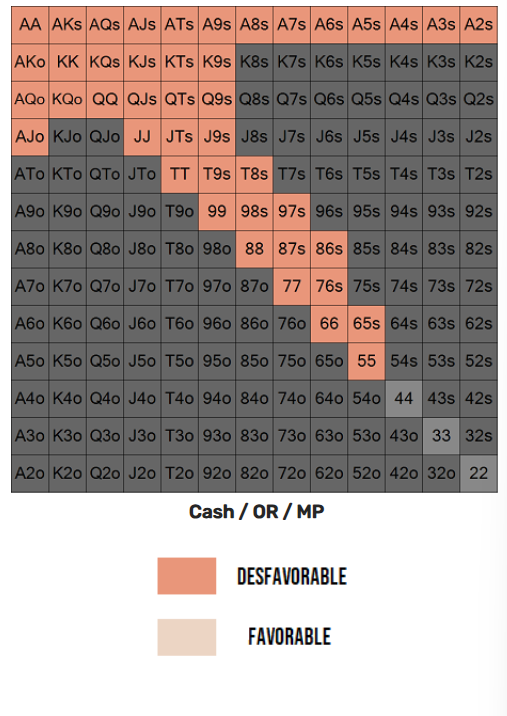 AA AKs AQs AJs ATs A9s A8s A7s A6s A5s A4s A3s A2s
AKo KK KQs KJs KTs K9s K8s K7s K6s K5s K4s K3s K2s
AQo KQo QQ QJs QTs Q9s Q8s Q7s Q6s Q5s Q4s Q3s Q2s
AJo KJo QJo JJ JTs J9s J8s J7s J6s J5s J4s J3s J2s
ATo KTo QTo JTo TT T9s T8s T7s T6s T5s T4s T3s T2s
A9o K9o Q9o J9o T9o 99 98s 97s 96s 95s 94s 93s 92s
A8o K8o Q8o J8o T8o 98o 88 87s 86s 85s 84s 83s 82s
A7o K7o Q7o J7o T7o 97o 87o 77 76s 75s 74s 73s 72s
A6o K6o Q6o J6o T6o 96o 86o 76o 66 65s 64s 63s 62s
A5o K5o Q5o J5o T5o 95o 85o 75o 65o 55 54s 53s 52s
A4o K4o Q4o J4o T4o 94o 84o 74o 64o 54o 44 43s 42s
A3o K3o Q3o J3o T3o 93o 83o 73o 63o 53o 43o 33 32s
A2o K2o Q2o J2o T2o 92o 82o 72o 62o 52o 42o 32o 22
Cash / OR / MP
DESFAVORABLE
FAVORABLE